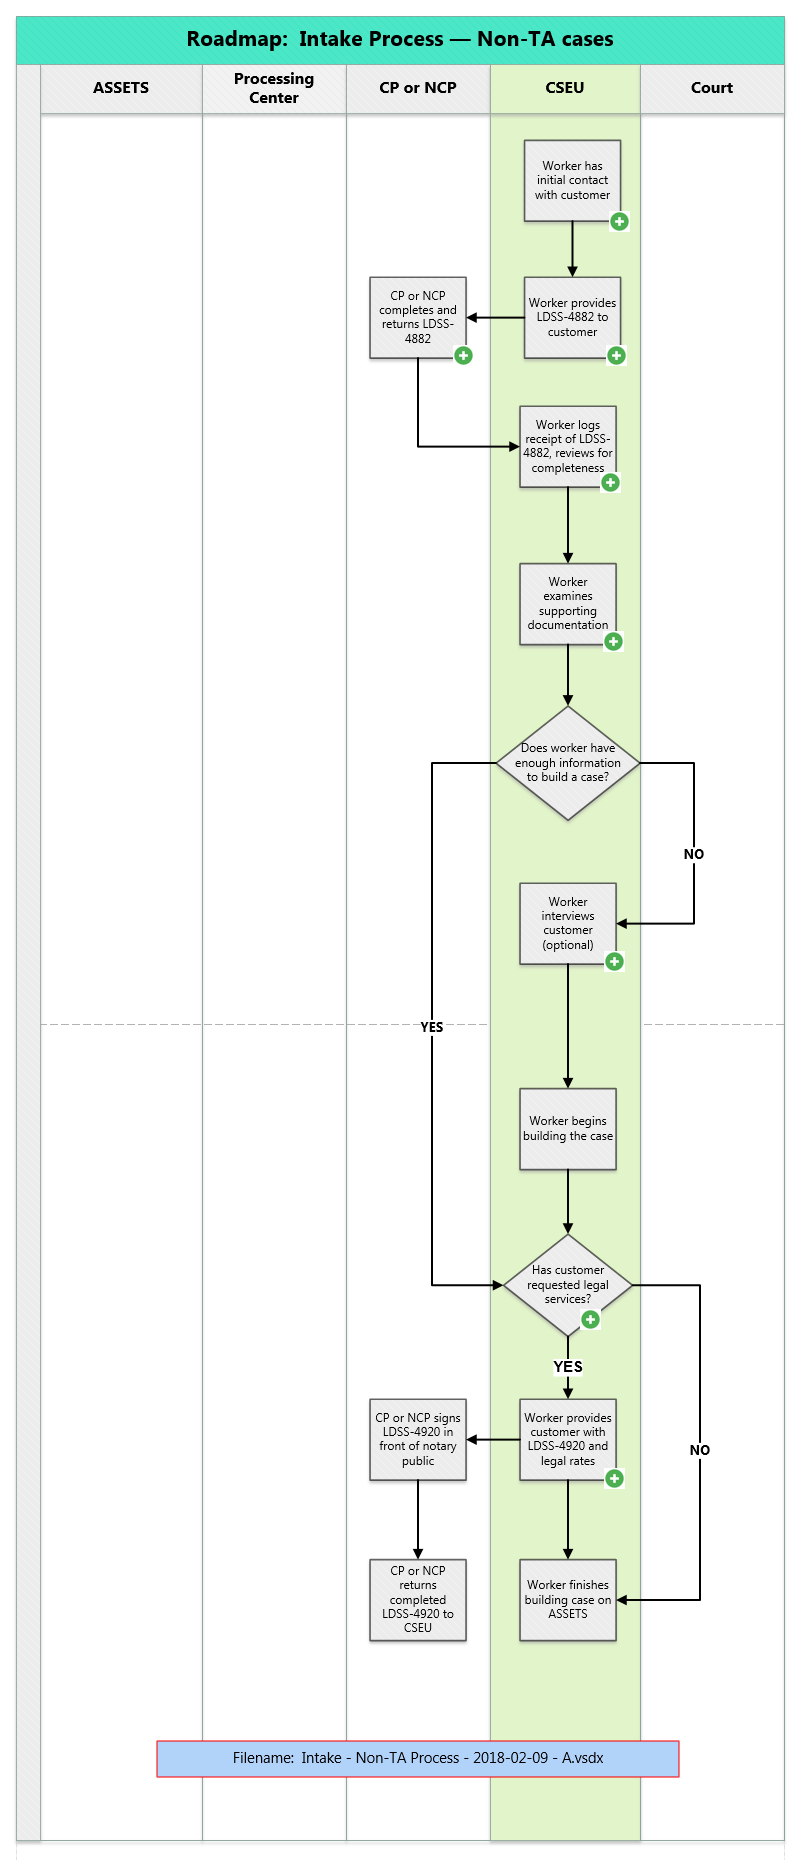 Roadmap:  Intake Process — Non-TA cases
ASSETS
Processing
Center
CP or NCP
CSEU
Court
Worker has
initial contact
with customer
CP or NCP
completes and
returns LDSS-
4882
Worker provides
LDSS-4882 to
customer
Worker logs
receipt of LDSS-
4882, reviews for
completeness
Worker
examines
supporting
documentation
Does worker have
enough information
to build a case?
NO
Worker
interviews
customer
(optional)
YES
Worker begins
building the case
Has customer
requested legal
services?
YES
CP or NCP signs
LDSS-4920 in
front of notary
public
Worker provides
customer with
LDSS-4920 and
legal rates
NO
CP or NCP
returns
completed
LDSS-4920 to
CSEU
Worker finishes
building case on
ASSETS
Filename:  Intake - Non-TA Process - 2018-02-09 - A.vsdx